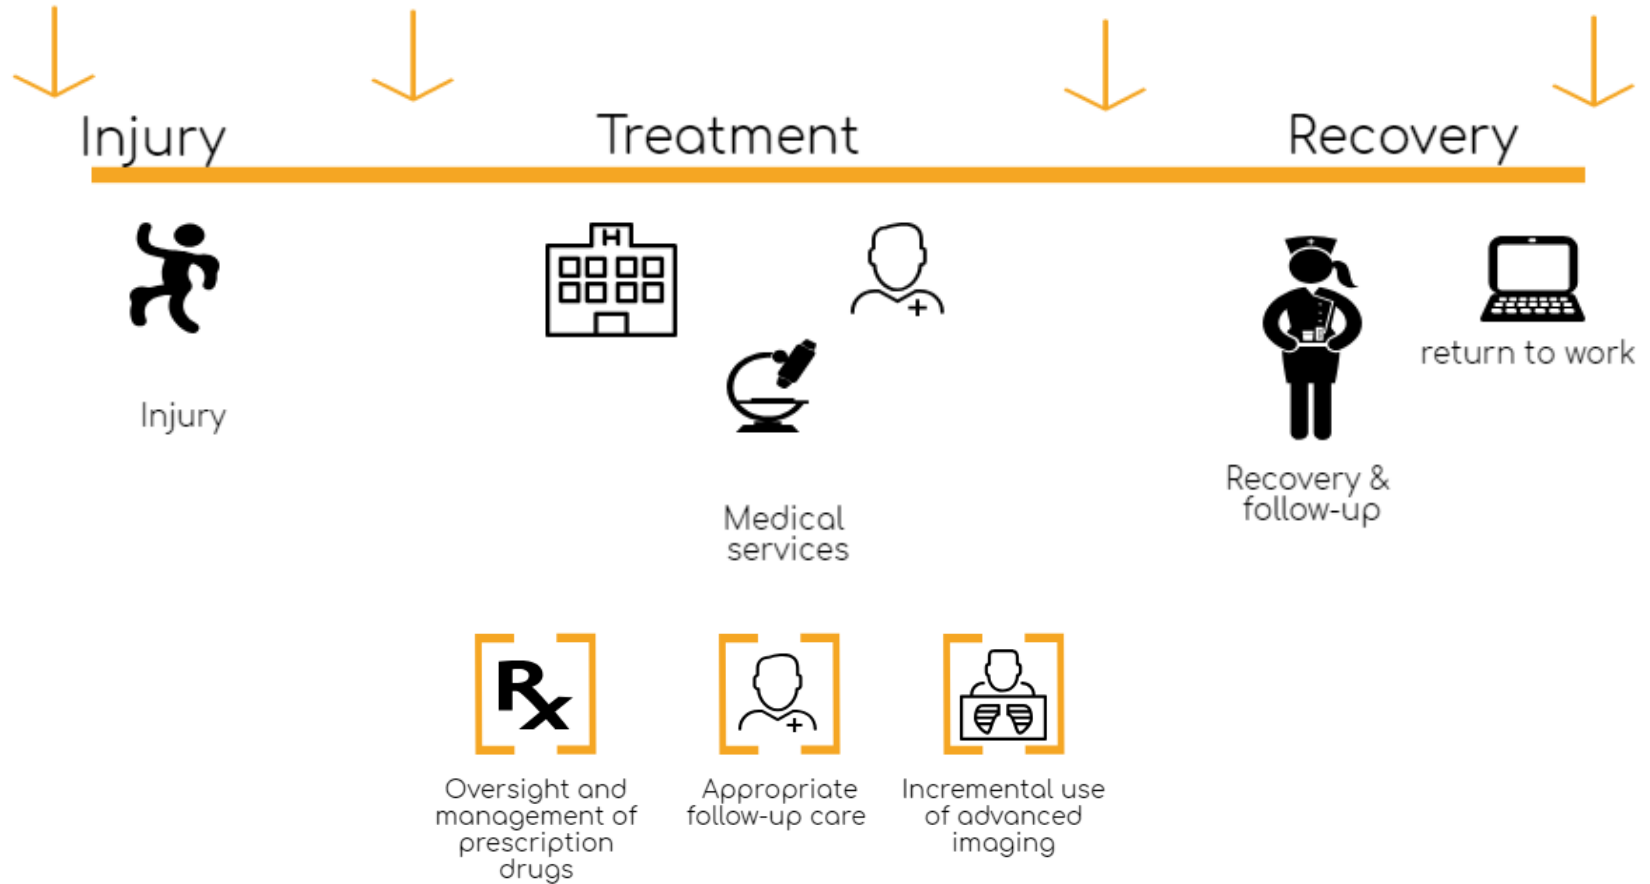 Injury
Treatment
Recovery
H
return to work
Injury
Recovery &
follow-up
Medical
services
Rx
Oversight and
management of
prescription
drugs
Appropriate
follow-up care
Incremental use
of advanced
imaging